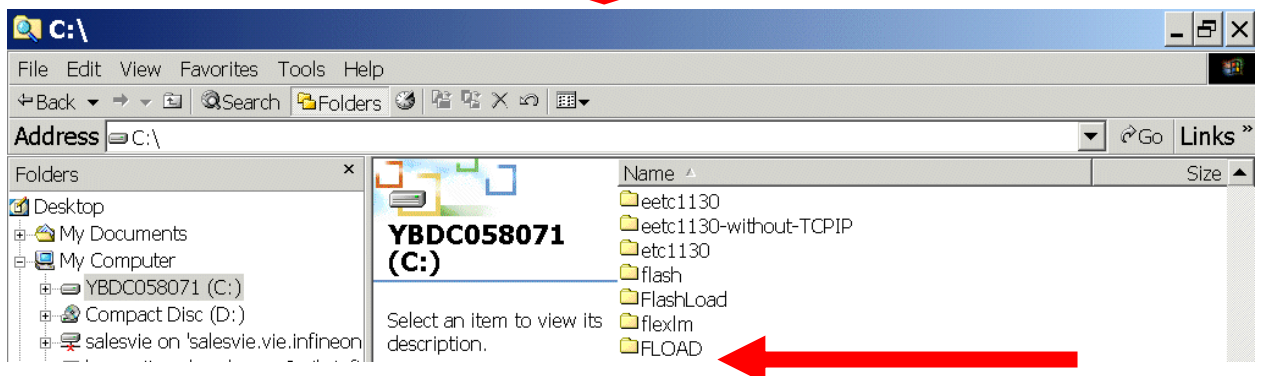 C:\
File Edit View Favorites Tools Help
Back Search Folders
Address C:\ Go Links »
Folders ×
Desktop
My Documents
My Computer
YBDC058071 (C:)
Compact Disc (D:)
salesvie on 'salesvie.vie.infineon
YBDC058071
(C:)
Select an item to view its
description.
Name Size
eetc1130
eetc1130-without-TCPIP
etc1130
flash
FlashLoad
flexlm
FLOAD